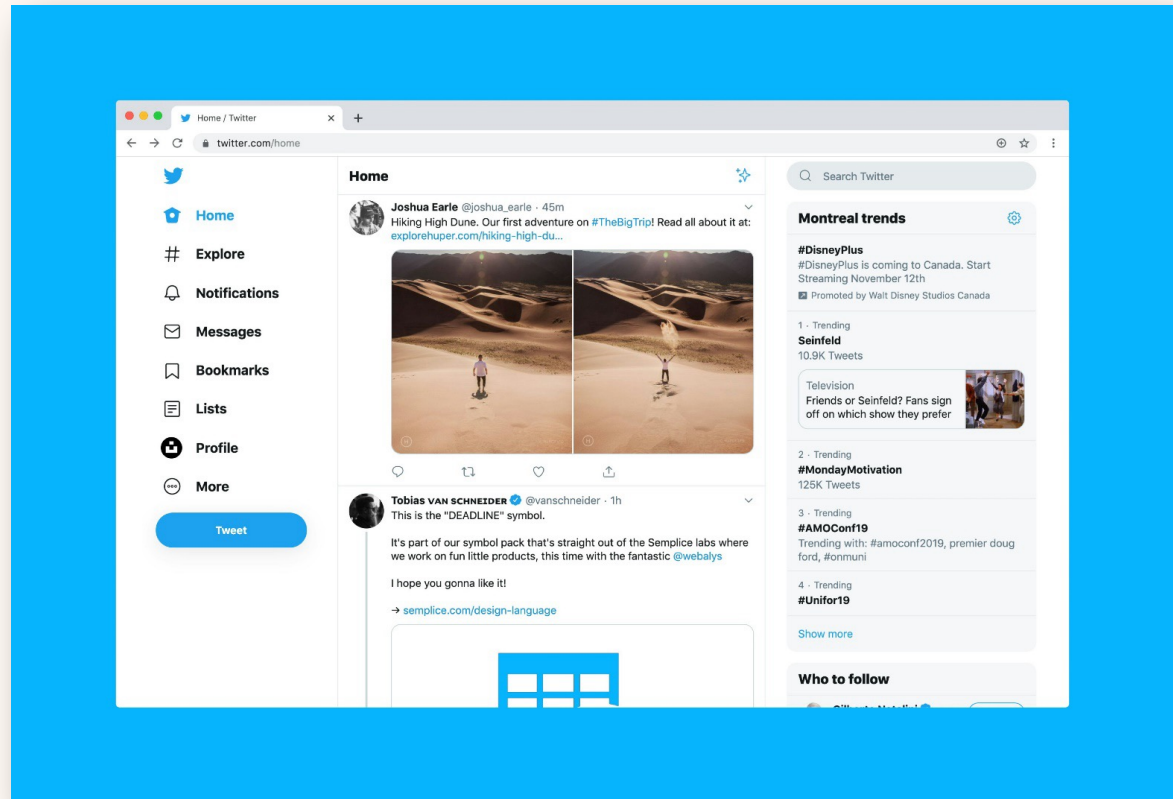 Home / Twitter
twitter.com/home
Home
Explore
Notifications
Messages
Bookmarks
Lists
Profile
More
Tweet
Home
Joshua Earle @joshua_earle · 45m
Hiking High Dune. Our first adventure on #TheBigTrip! Read all about it at:
explorehuper.com/hiking-high-du...
Tobias VAN SCHNEIDER @vanschneider · 1h
This is the "DEADLINE" symbol.
It's part of our symbol pack that's straight out of the Semplice labs where
we work on fun little products, this time with the fantastic @webalys
I hope you gonna like it!
→ semplice.com/design-language
Search Twitter
Montreal trends
#DisneyPlus
#DisneyPlus is coming to Canada. Start
Streaming November 12th
Promoted by Walt Disney Studios Canada
1 · Trending
Seinfeld
10.9K Tweets
Television
Friends or Seinfeld? Fans sign
off on which show they prefer
2 · Trending
#MondayMotivation
125K Tweets
3 · Trending
#AMOConf19
Trending with: #amoconf2019, premier doug
ford, #onmuni
4 · Trending
#Unifor19
Show more
Who to follow